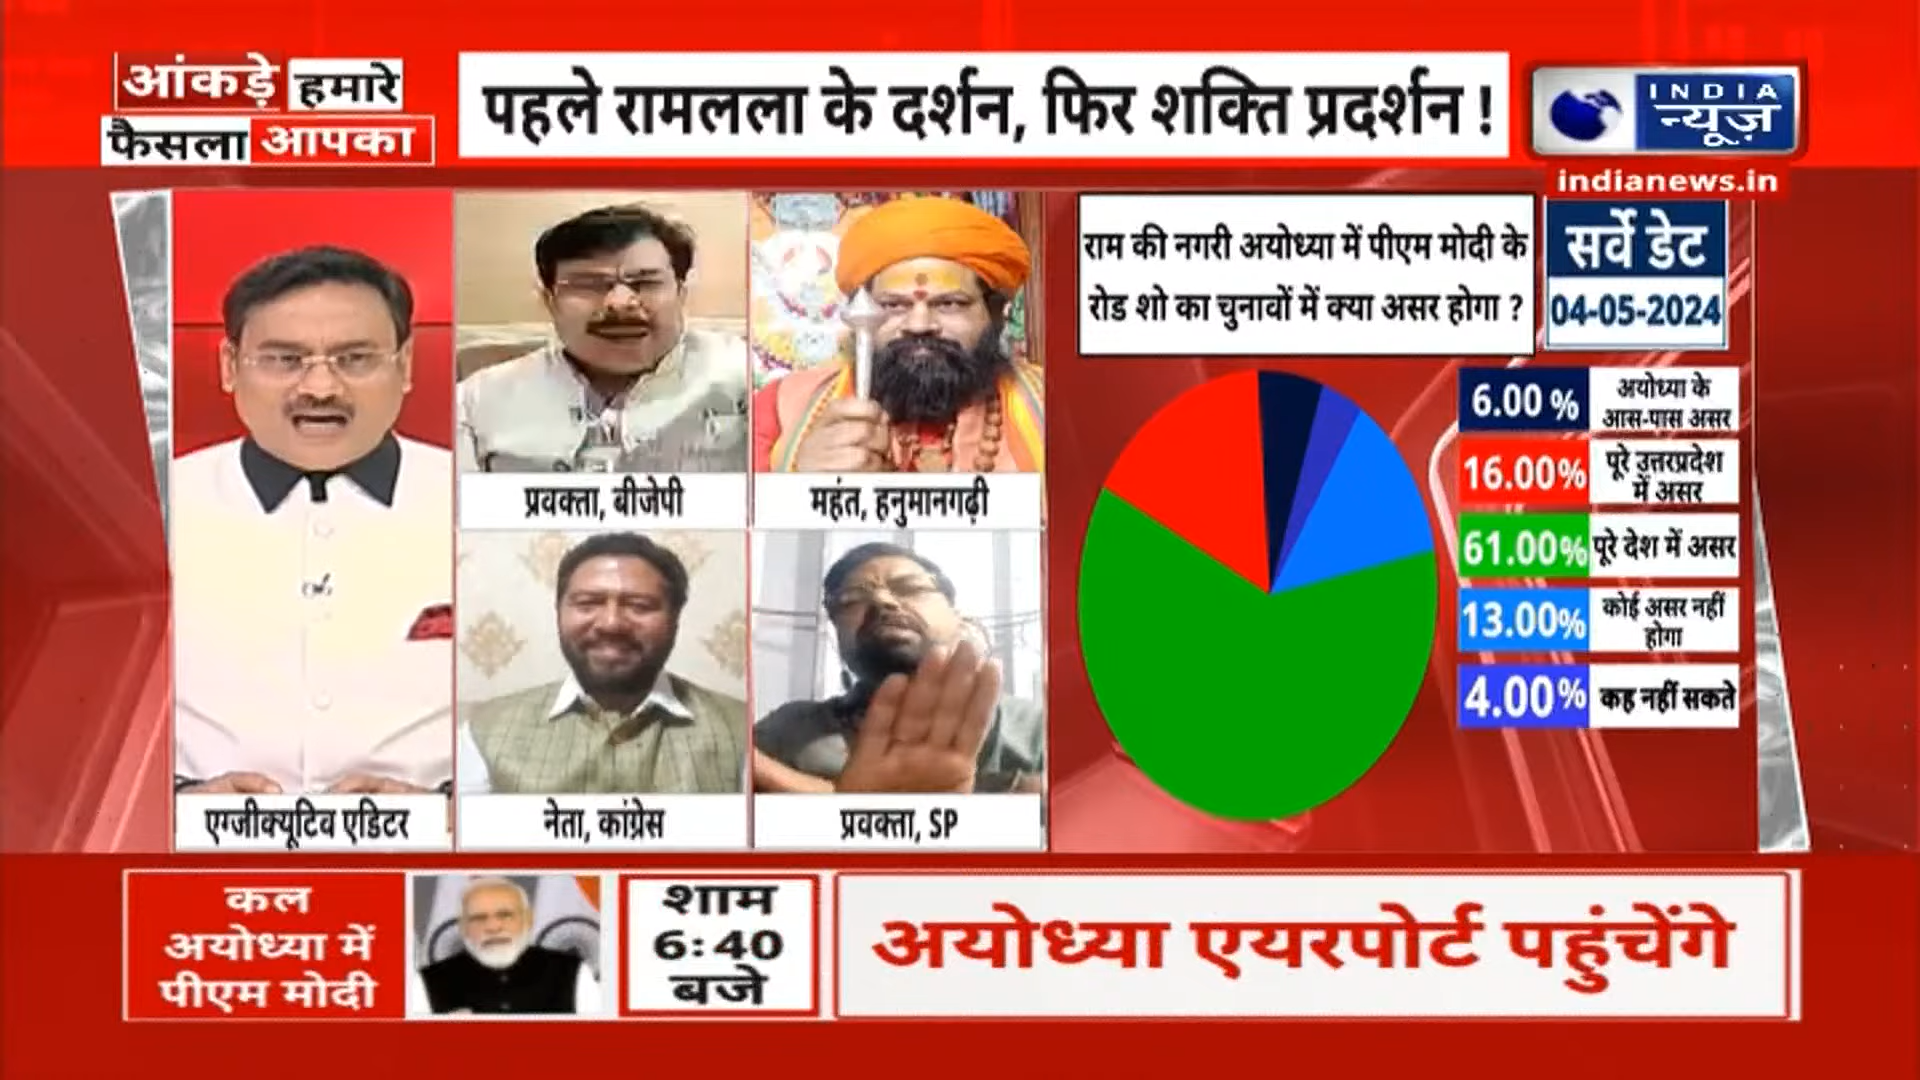 आंकड़े हमारे
फैसला आपका
पहले रामलला के दर्शन, फिर शक्ति प्रदर्शन !
INDIA
न्यूज़
indianews.in
राम की नगरी अयोध्या में पीएम मोदी के
रोड शो का चुनावों में क्या असर होगा ?
सर्वे डेट
04-05-2024
6.00 % अयोध्या के
आस-पास असर
16.00% पूरे उत्तरप्रदेश
में असर
61.00% पूरे देश में असर
13.00% कोई असर नहीं
होगा
4.00% कह नहीं सकते
प्रवक्ता, बीजेपी
महंत, हनुमानगढ़ी
एग्जीक्यूटिव एडिटर
नेता, कांग्रेस
प्रवक्ता, SP
कल
अयोध्या में
पीएम मोदी
शाम
6:40
बजे
अयोध्या एयरपोर्ट पहुंचेंगे